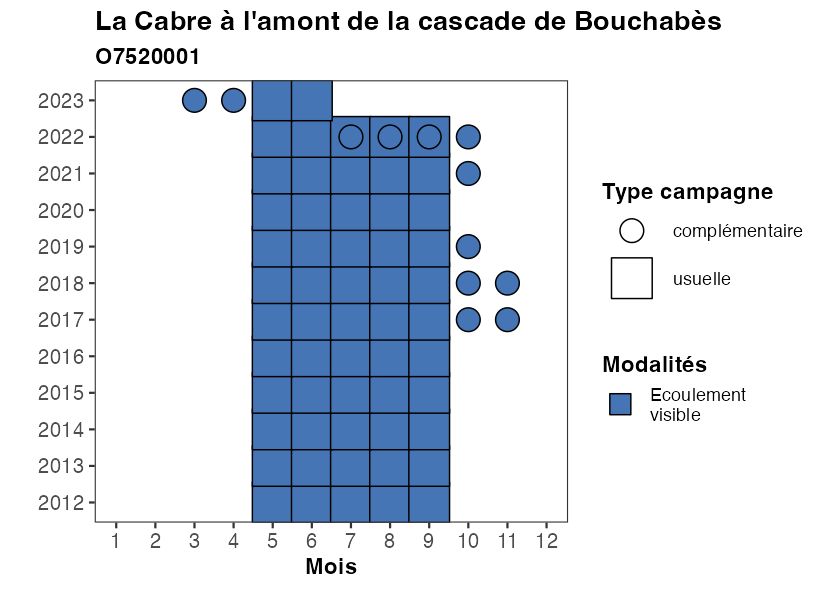 La Cabre à l'amont de la cascade de Bouchabès
O7520001
2023
2022
2021
2020
2019
2018
2017
2016
2015
2014
2013
2012
1 2 3 4 5 6 7 8 9 10 11 12
Mois
Type campagne
complémentaire
usuelle
Modalités
Ecoulement
visible